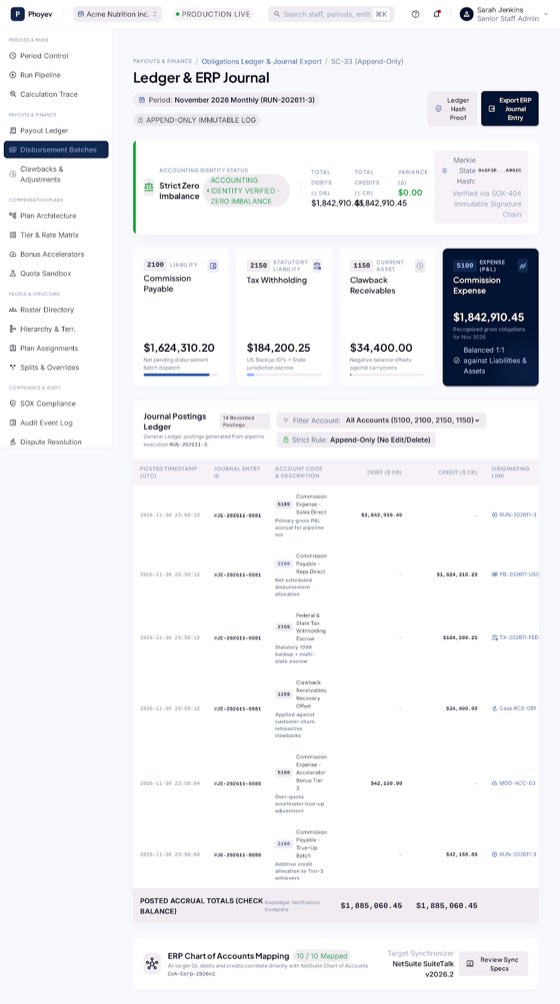 P Phoyev
Acme Nutrition Inc.
PRODUCTION LIVE
Search staff, periods, entit
⌘K
Sarah Jenkins
Senior Staff Admin
PERIODS & RUNS
Period Control
Run Pipeline
Calculation Trace
PAYOUTS & FINANCE
Payout Ledger
Disbursement Batches
Clawbacks &
Adjustments
COMPENSATION PLANS
Plan Architecture
Tier & Rate Matrix
Bonus Accelerators
Quota Sandbox
PEOPLE & STRUCTURE
Roster Directory
Hierarchy & Terr.
Plan Assignments
Splits & Overrides
COMPLIANCE & AUDIT
SOX Compliance
Audit Event Log
Dispute Resolution
PAYOUTS & FINANCE / Obligations Ledger & Journal Export / SC-33 (Append-Only)
Ledger & ERP Journal
Period: November 2026 Monthly (RUN-202611-3)
APPEND-ONLY IMMUTABLE LOG
Ledger
Hash
Proof
Export ERP
Journal
Entry
ACCOUNTING IDENTITY STATUS
Strict Zero
Imbalance
ACCOUNTING
IDENTITY VERIFIED ·
ZERO IMBALANCE
TOTAL
DEBITS
(Σ DR)
$1,842,910.45
TOTAL
CREDITS
(Σ CR)
$1,842,910.45
VARIANCE
(Δ)
$0.00
Merkle
State
Hash:
Verified via SOX-404
Immutable Signature
Chain
2100 LIABILITY
Commission
Payable
$1,624,310.20
Net pending disbursement
batch dispatch
2150 STATUTORY
LIABILITY
Tax Withholding
$184,200.25
US Backup 10% + State
jurisdiction escrow
1150 CURRENT
ASSET
Clawback
Receivables
$34,400.00
Negative balance offsets
against carryovers
5100 EXPENSE
(P&L)
Commission
Expense
$1,842,910.45
Recognized gross obligations
for Nov 2026
Balanced 1:1
against Liabilities &
Assets
Journal Postings
Ledger
14 Recorded
Postings
General Ledger postings generated from pipeline
execution RUN-202611-3.
Filter Account: All Accounts (5100, 2100, 2150, 1150)
Strict Rule: Append-Only (No Edit/Delete)
POSTED TIMESTAMP
(UTC)
JOURNAL ENTRY
ID
ACCOUNT CODE
& DESCRIPTION
DEBIT ($ DR)
CREDIT ($ CR)
ORIGINATING
LINK
2026-11-30 23:59:12
#JE-202611-0081
5100
Commission
Expense -
Sales Direct
Primary gross P&L
accrual for pipeline
run
$1,842,910.45
—
RUN-202611-3
2026-11-30 23:59:12
#JE-202611-0081
2100
Commission
Payable -
Reps Direct
Net scheduled
disbursement
allocation
—
$1,624,310.20
PB-202611-USC
2026-11-30 23:59:12
#JE-202611-0081
2150
Federal &
State Tax
Withholding
Escrow
Statutory 1099
backup + multi-
state escrow
—
$184,200.25
TX-202611-FED
2026-11-30 23:59:12
#JE-202611-0081
1150
Clawback
Receivables
Recovery
Offset
Applied against
customer churn
retroactive
clawbacks
—
$34,400.00
Case #CS-091
2026-11-30 23:58:04
#JE-202611-0080
5100
Commission
Expense -
Accelerator
Bonus Tier
3
Over-quota
accelerator true-up
adjustment
$42,150.00
—
MOD-ACC-03
2026-11-30 23:58:04
#JE-202611-0080
2100
Commission
Payable -
True-Up
Batch
Additive credit
allocation to Tier-3
achievers
—
$42,150.00
RUN-202611-3
POSTED ACCRUAL TOTALS (CHECK
BALANCE)
Subledger Verification
Complete
$1,885,060.45
$1,885,060.45
ERP Chart of Accounts Mapping
10 / 10 Mapped
All target GL debits and credits correlate directly with NetSuite Chart of Accounts
CoA-Corp-2026v2.
Target Synchronizer
NetSuite SuiteTalk
v2026.2
Review Sync
Specs